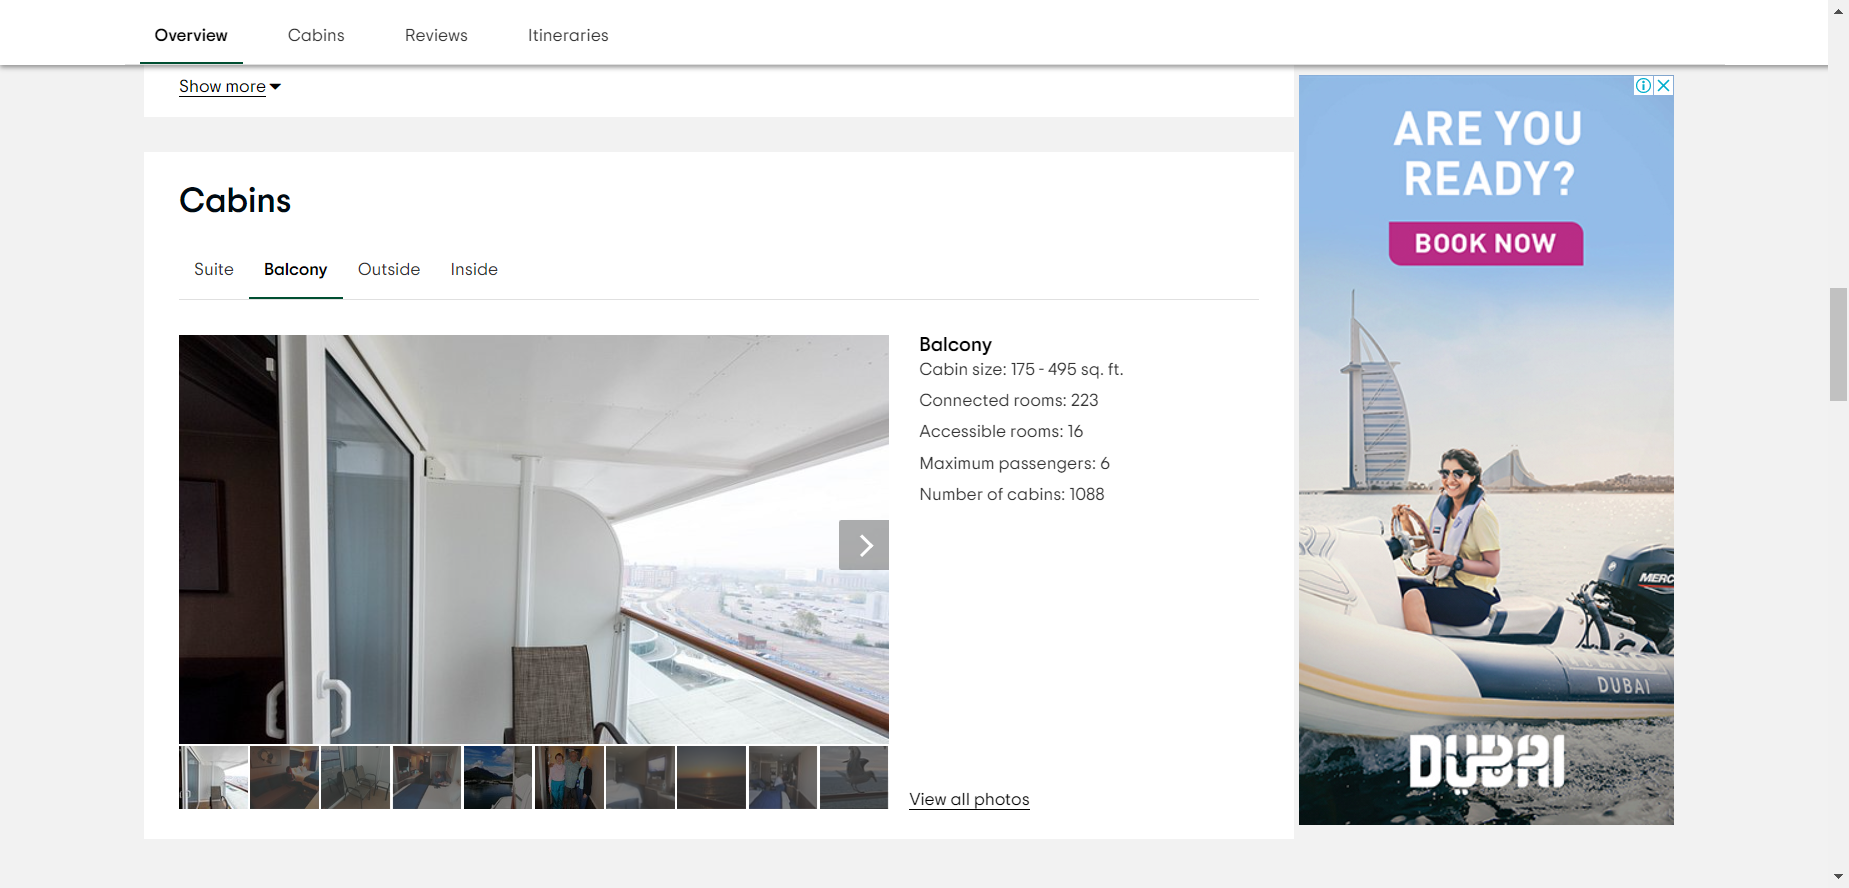 Overview
Cabins
Reviews
Itineraries
Show more
Cabins
Suite
Balcony
Outside
Inside
Balcony
Cabin size: 175 - 495 sq. ft.
Connected rooms: 223
Accessible rooms: 16
Maximum passengers: 6
Number of cabins: 1088
View all photos
ARE YOU
READY?
BOOK NOW
MERC
DUBAI
DUBAI